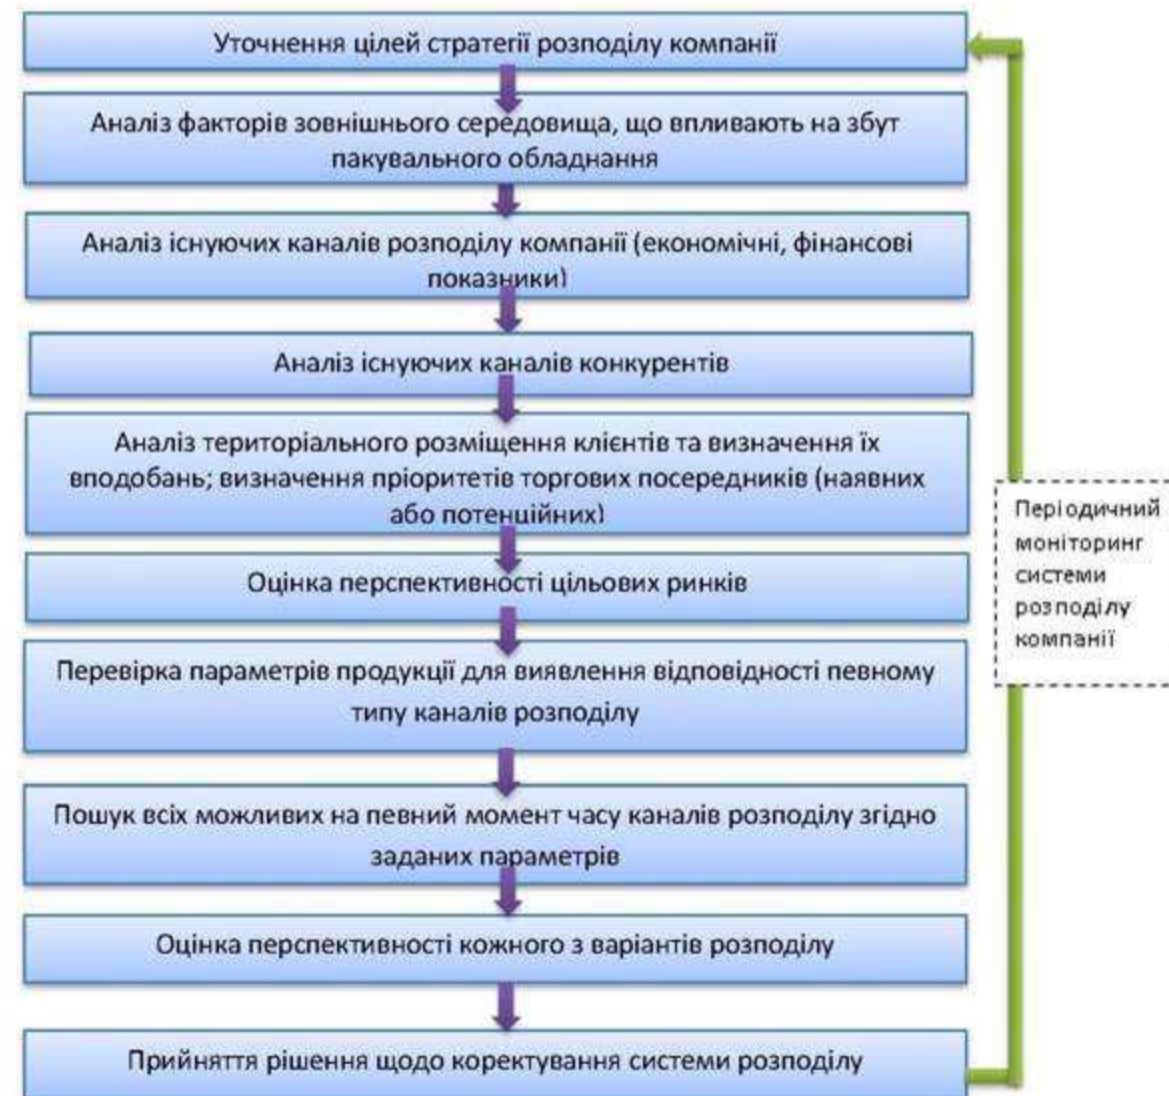 Уточнення цілей стратегії розподілу компанії
Аналіз факторів зовнішнього середовища, що впливають на збут
пакувального обладнання
Аналіз існуючих каналів розподілу компанії (економічні, фінансові
показники)
Аналіз існуючих каналів конкурентів
Аналіз територіального розміщення клієнтів та визначення їх
вподобань; визначення пріоритетів торгових посередників (наявних
або потенційних)
Оцінка перспективності цільових ринків
Перевірка параметрів продукції для виявлення відповідності певному
типу каналів розподілу
Пошук всіх можливих на певний момент часу каналів розподілу згідно
заданих параметрів
Оцінка перспективності кожного з варіантів розподілу
Прийняття рішення щодо коректування системи розподілу
Періодичний
моніторинг
системи
розподілу
компанії